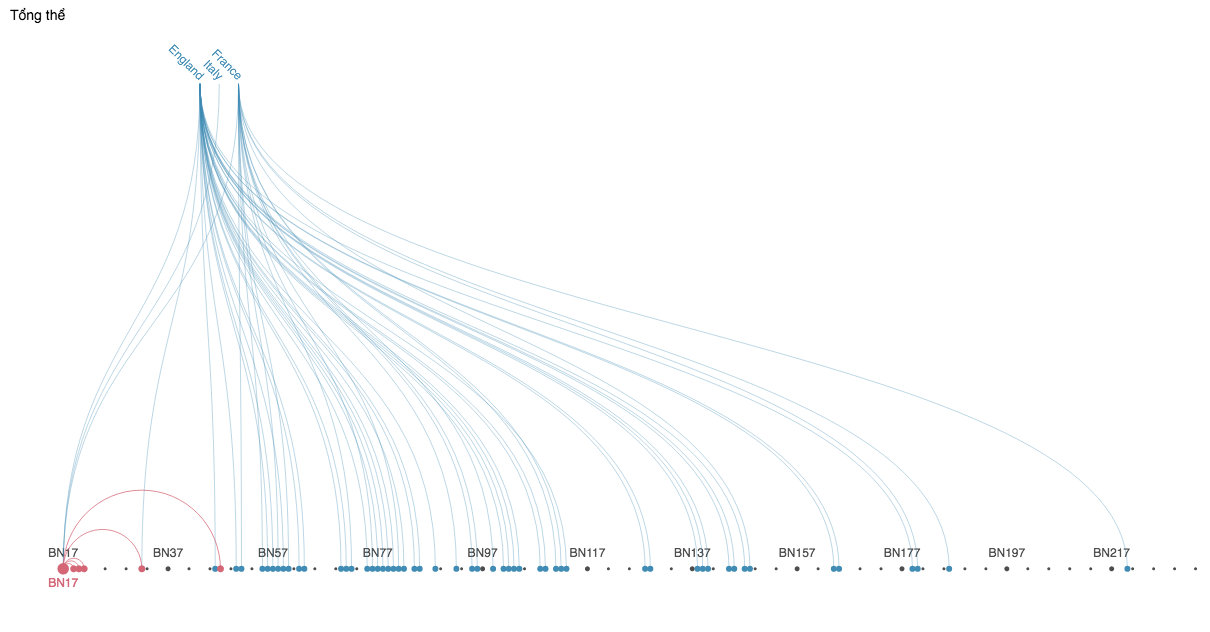 Tổng thể
England
Italy
France
BN17
BN37
BN57
BN77
BN97
BN117
BN137
BN157
BN177
BN197
BN217
BN17